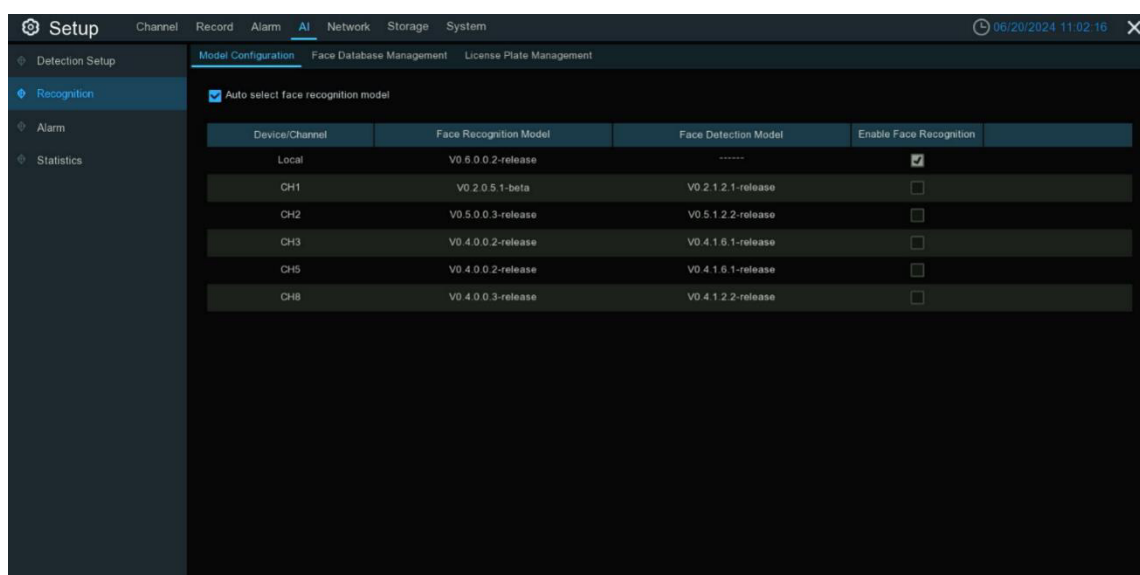 Setup Channel Record Alarm AI Network Storage System 06/20/2024 11:02:16
Detection Setup
Recognition
Alarm
Statistics
Model Configuration Face Database Management License Plate Management
Auto select face recognition model
Device/Channel Face Recognition Model Face Detection Model Enable Face Recognition
Local V0.6.0.0.2-release ------
CH1 V0.2.0.5.1-beta V0.2.1.2.1-release
CH2 V0.5.0.0.3-release V0.5.1.2.2-release
CH3 V0.4.0.0.2-release V0.4.1.6.1-release
CH5 V0.4.0.0.2-release V0.4.1.6.1-release
CH8 V0.4.0.0.3-release V0.4.1.2.2-release